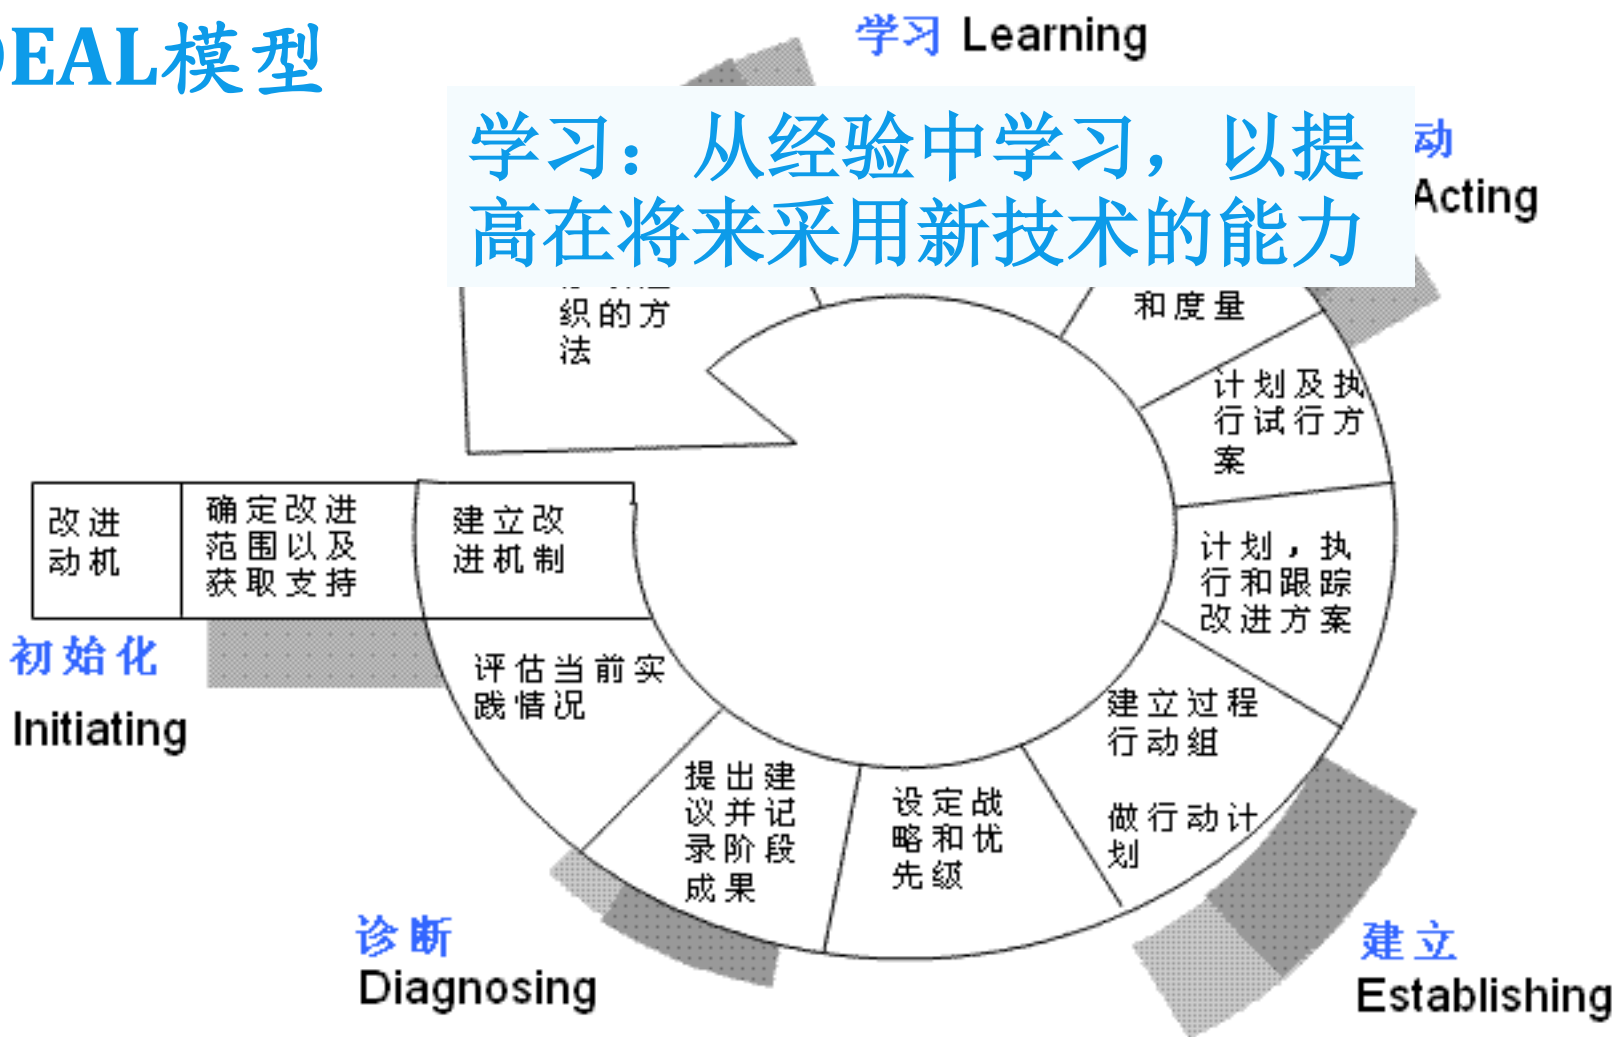 DEAL模型
学习 Learning
学习：从经验中学习，以提
高在将来采用新技术的能力
动
Acting
织的方
法
和度量
计划及执
行试行方
案
改进
动机
确定改进
范围以及
获取支持
建立改
进机制
计划，执
行和跟踪
改进方案
初始化
Initiating
评估当前实
践情况
建立过程
行动组
做行动计
划
提出建
议并记
录阶段
成果
设定战
略和优
先级
诊断
Diagnosing
建立
Establishing